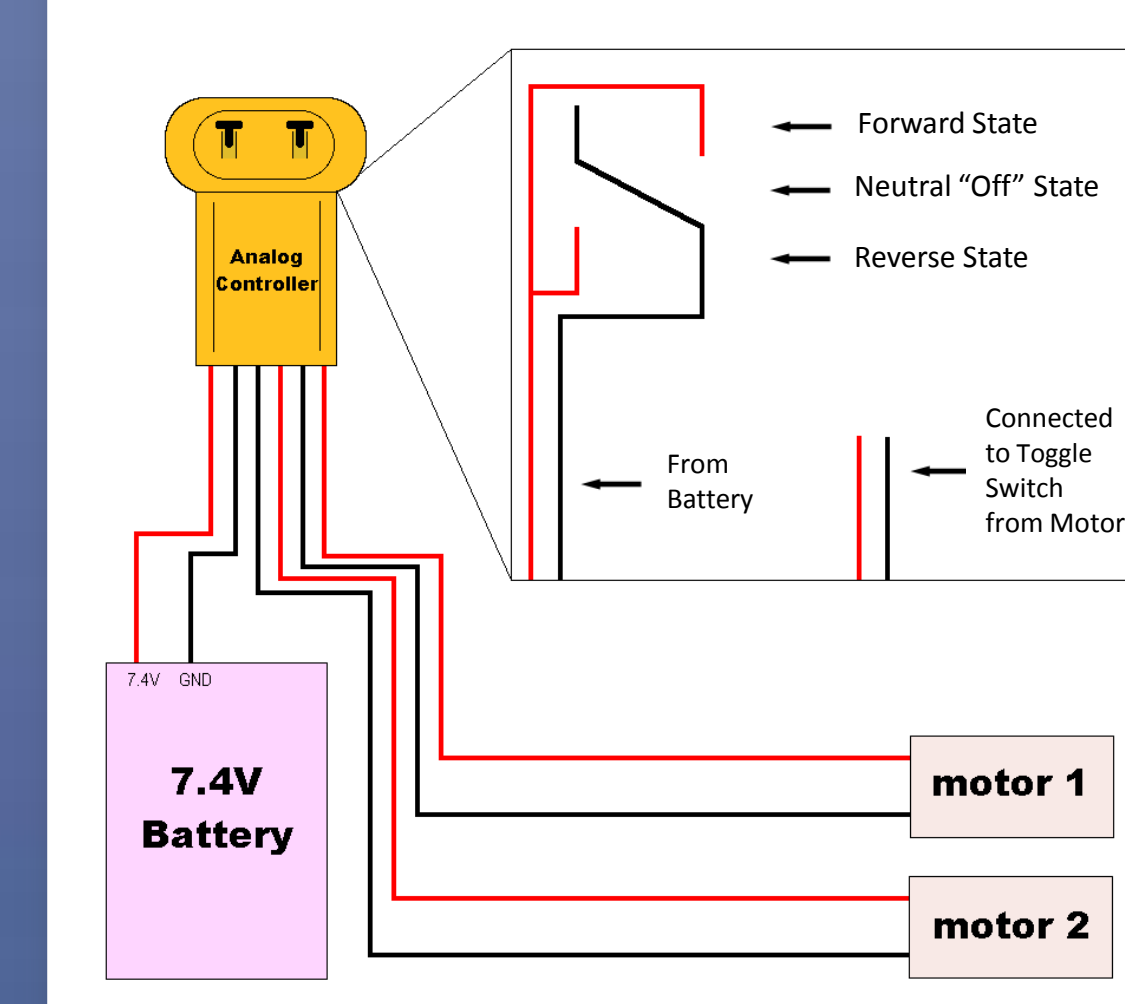 Forward State
Neutral “Off” State
Reverse State
Analog
Controller
From
Battery
Connected
to Toggle
Switch
from Motor
7.4V GND
7.4V
Battery
motor 1
motor 2